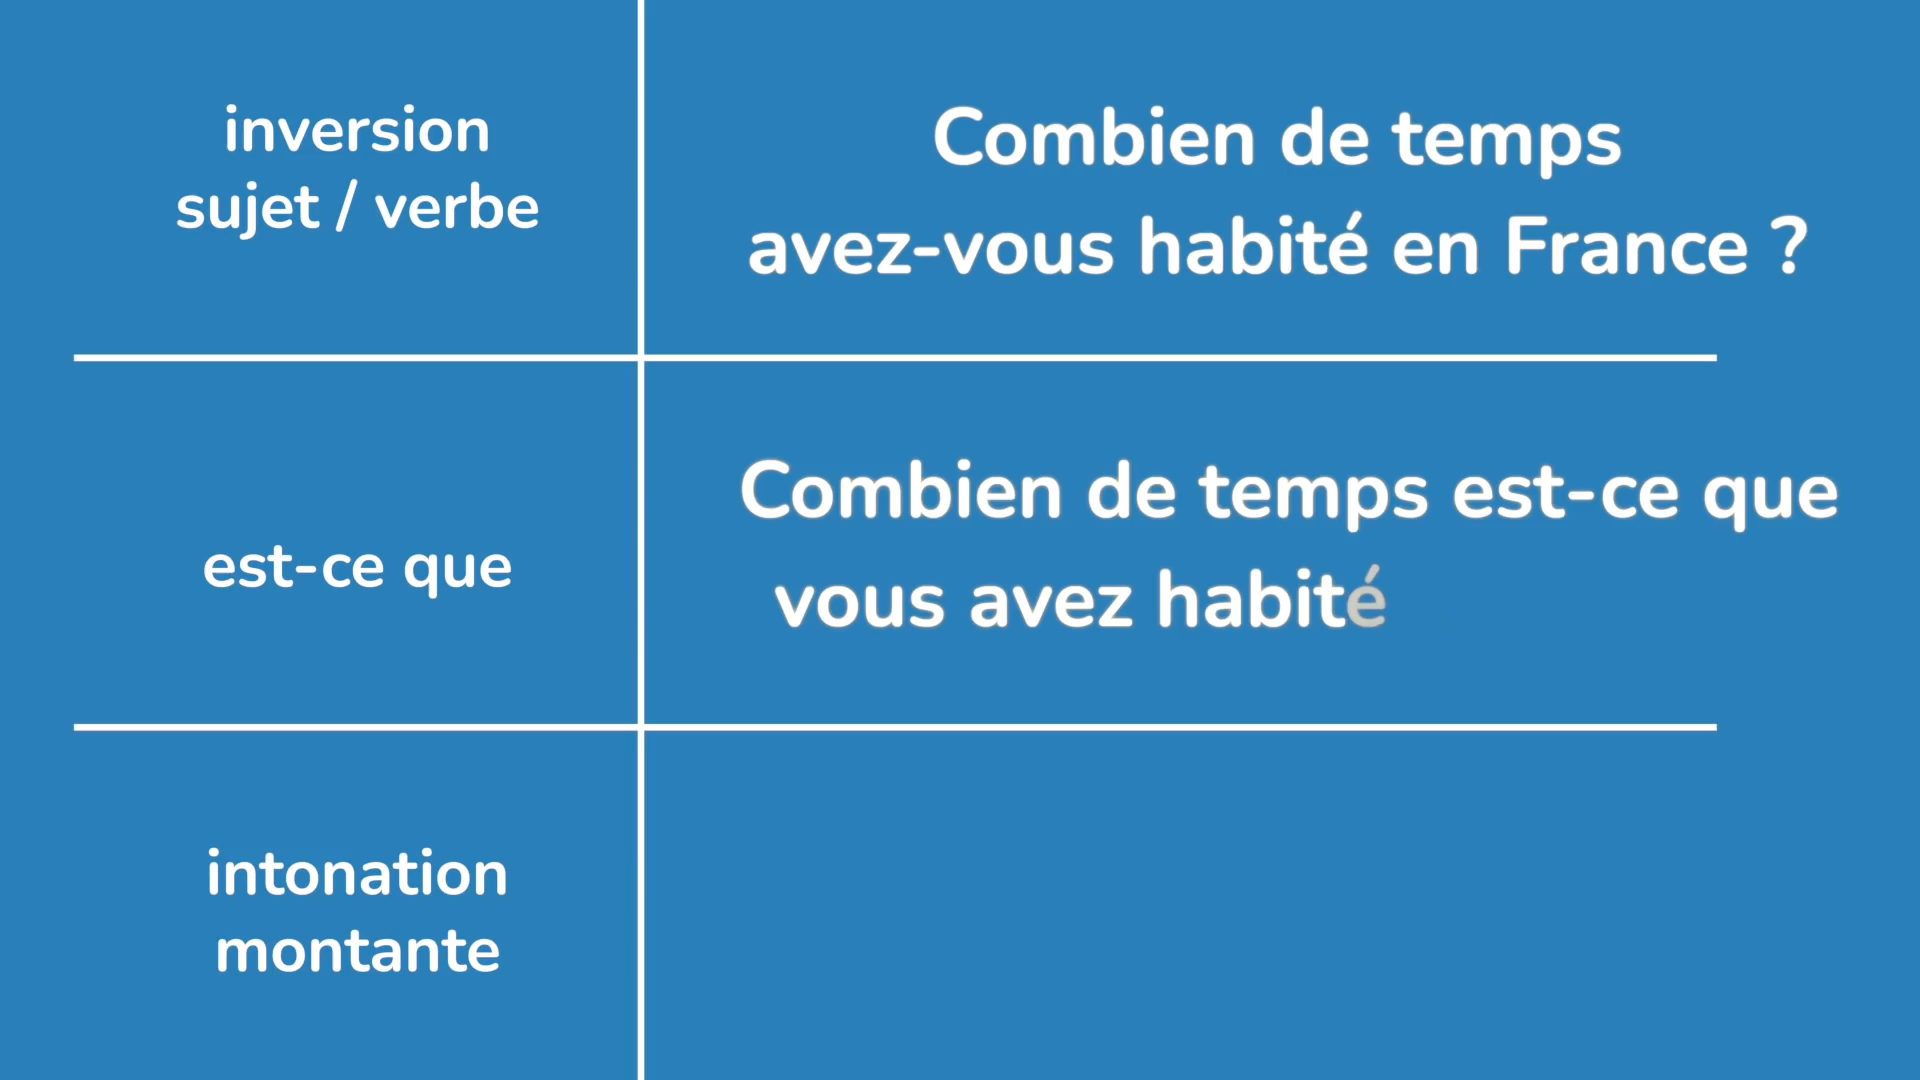 inversion
sujet / verbe
Combien de temps
avez-vous habité en France ?
est-ce que
Combien de temps est-ce que
vous avez habité
intonation
montante